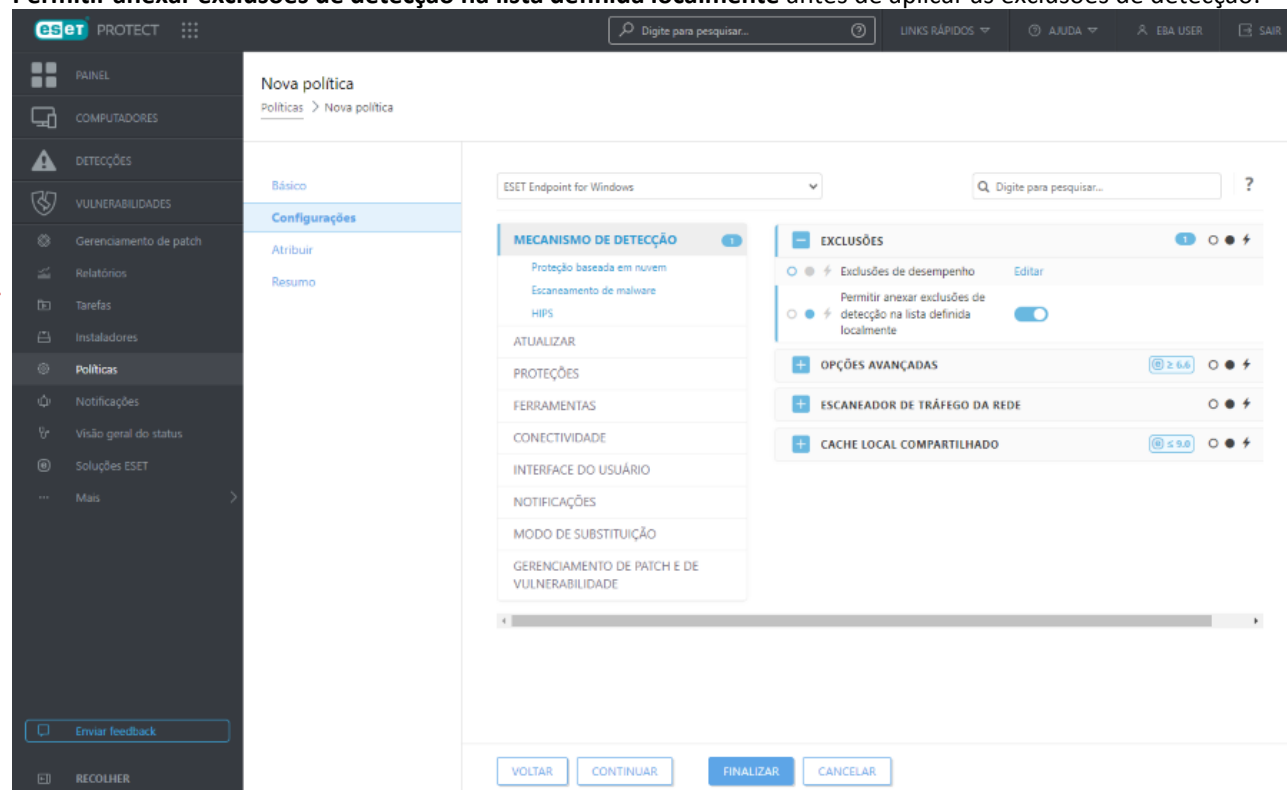 Permitir anexar exclusões de detecção na lista definida localmente antes de aplicar as exclusões de detecção.
eset PROTECT
Digite para pesquisar...
LINKS RÁPIDOS
AJUDA
EBA USER
SAIR
PAINEL
COMPUTADORES
DETECÇÕES
VULNERABILIDADES
Gerenciamento de patch
Relatórios
Tarefas
Instaladores
Políticas
Notificações
Visão geral do status
Soluções ESET
Mais
Enviar feedback
RECOLHER
Nova política
Políticas > Nova política
Básico
Configurações
Atribuir
Resumo
ESET Endpoint for Windows
Digite para pesquisar...
?
MECANISMO DE DETECÇÃO 1
Proteção baseada em nuvem
Escaneamento de malware
HIPS
ATUALIZAR
PROTEÇÕES
FERRAMENTAS
CONECTIVIDADE
INTERFACE DO USUÁRIO
NOTIFICAÇÕES
MODO DE SUBSTITUIÇÃO
GERENCIAMENTO DE PATCH E DE
VULNERABILIDADE
EXCLUSÕES 1
Exclusões de desempenho Editar
Permitir anexar exclusões de
detecção na lista definida
localmente
OPÇÕES AVANÇADAS ≥ 6.6
ESCANEADOR DE TRÁFEGO DA REDE
CACHE LOCAL COMPARTILHADO ≤ 9.0
VOLTAR
CONTINUAR
FINALIZAR
CANCELAR